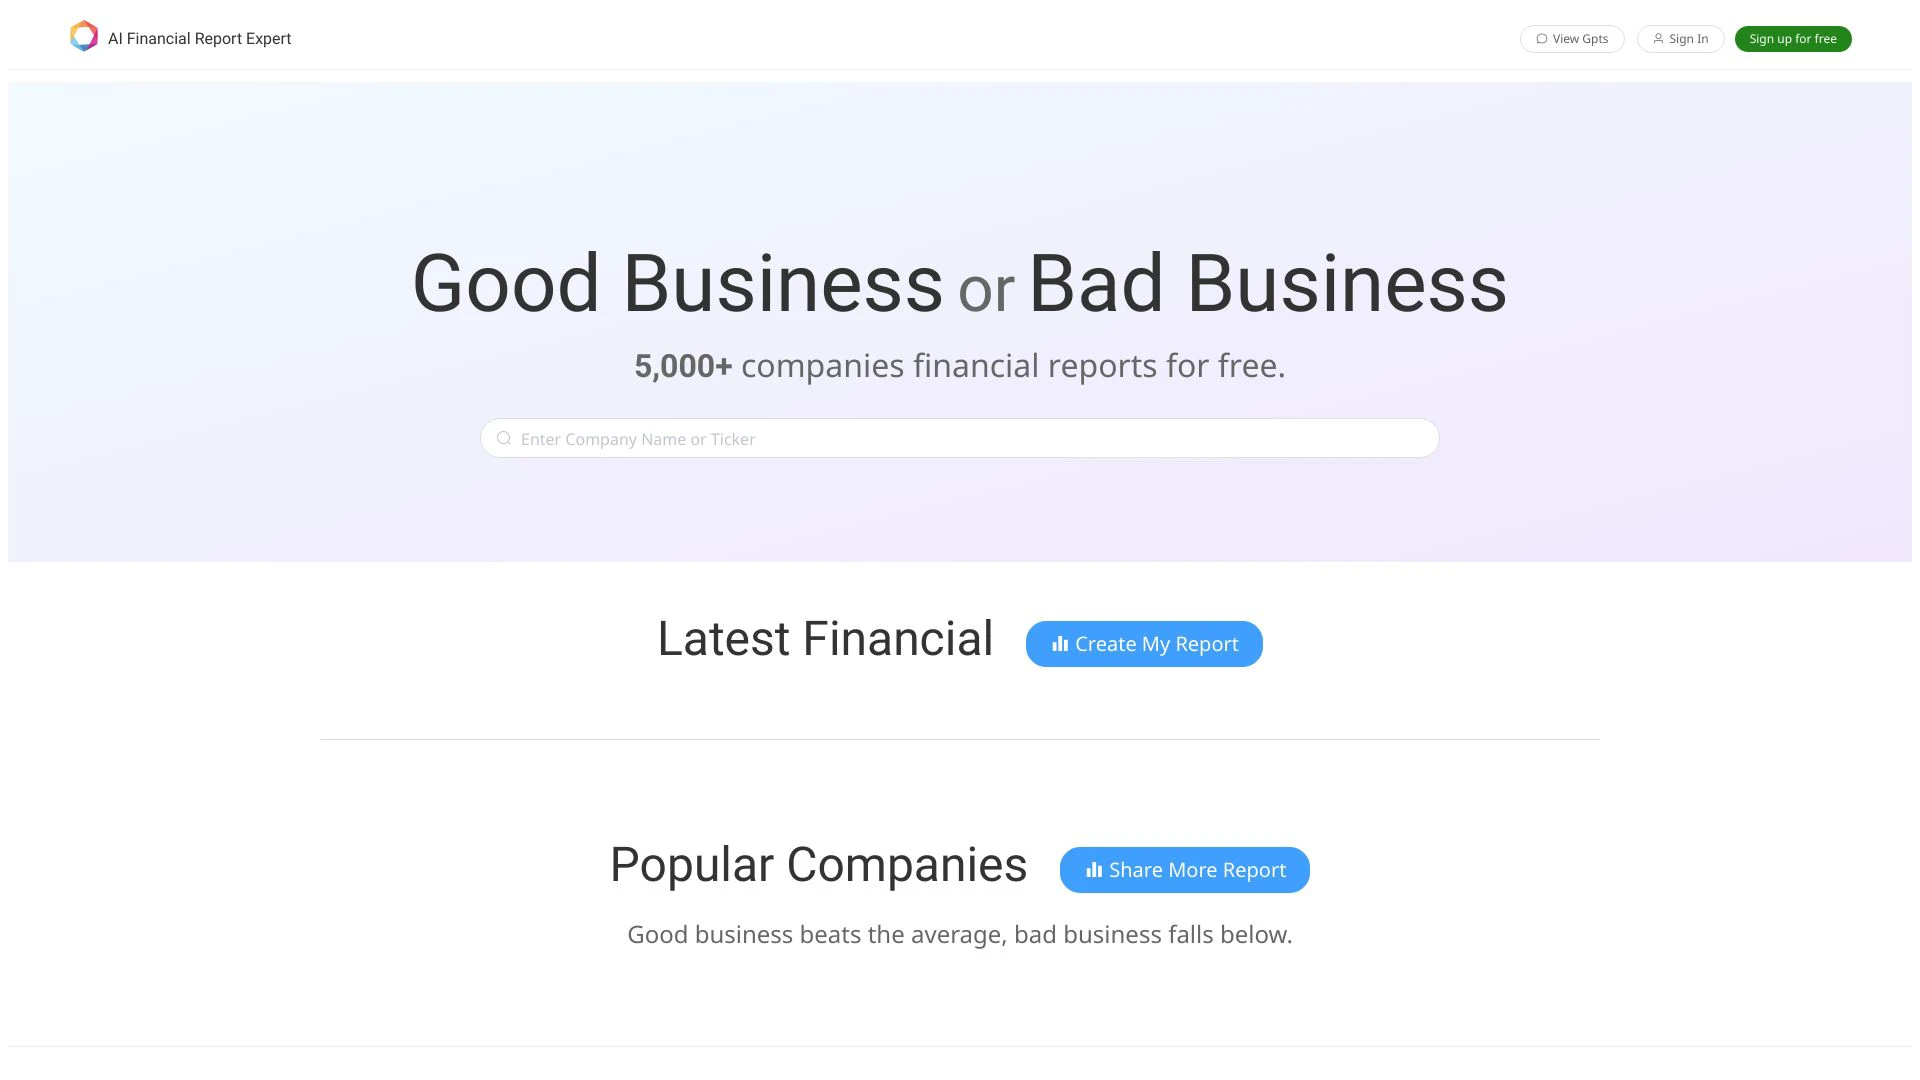 AI Financial Report Expert
View Gpts
Sign In
Sign up for free
Good Business or Bad Business
5,000+ companies financial reports for free.
Enter Company Name or Ticker
Latest Financial
Create My Report
Popular Companies
Share More Report
Good business beats the average, bad business falls below.